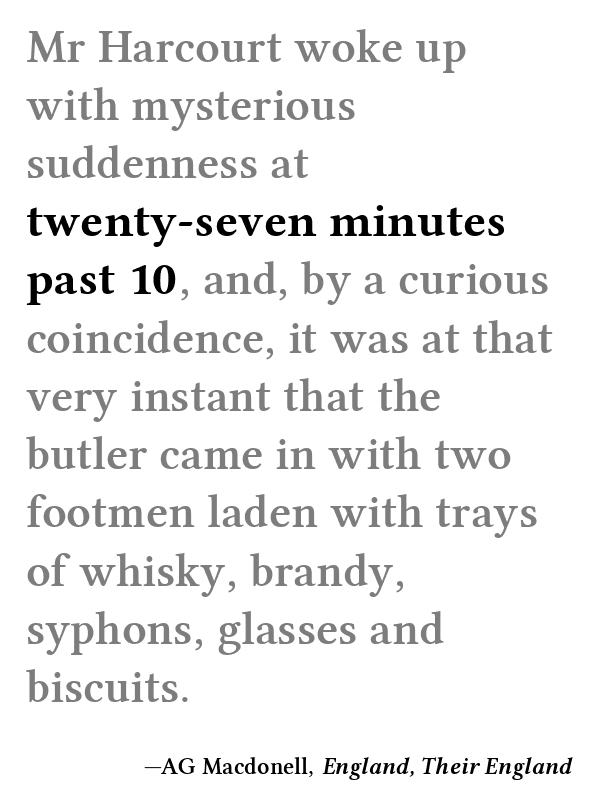 Mr Harcourt woke up
with mysterious
suddenness at
twenty-seven minutes
past 10, and, by a curious
coincidence, it was at that
very instant that the
butler came in with two
footmen laden with trays
of whisky, brandy,
syphons, glasses and
biscuits.
—AG Macdonell, England, Their England